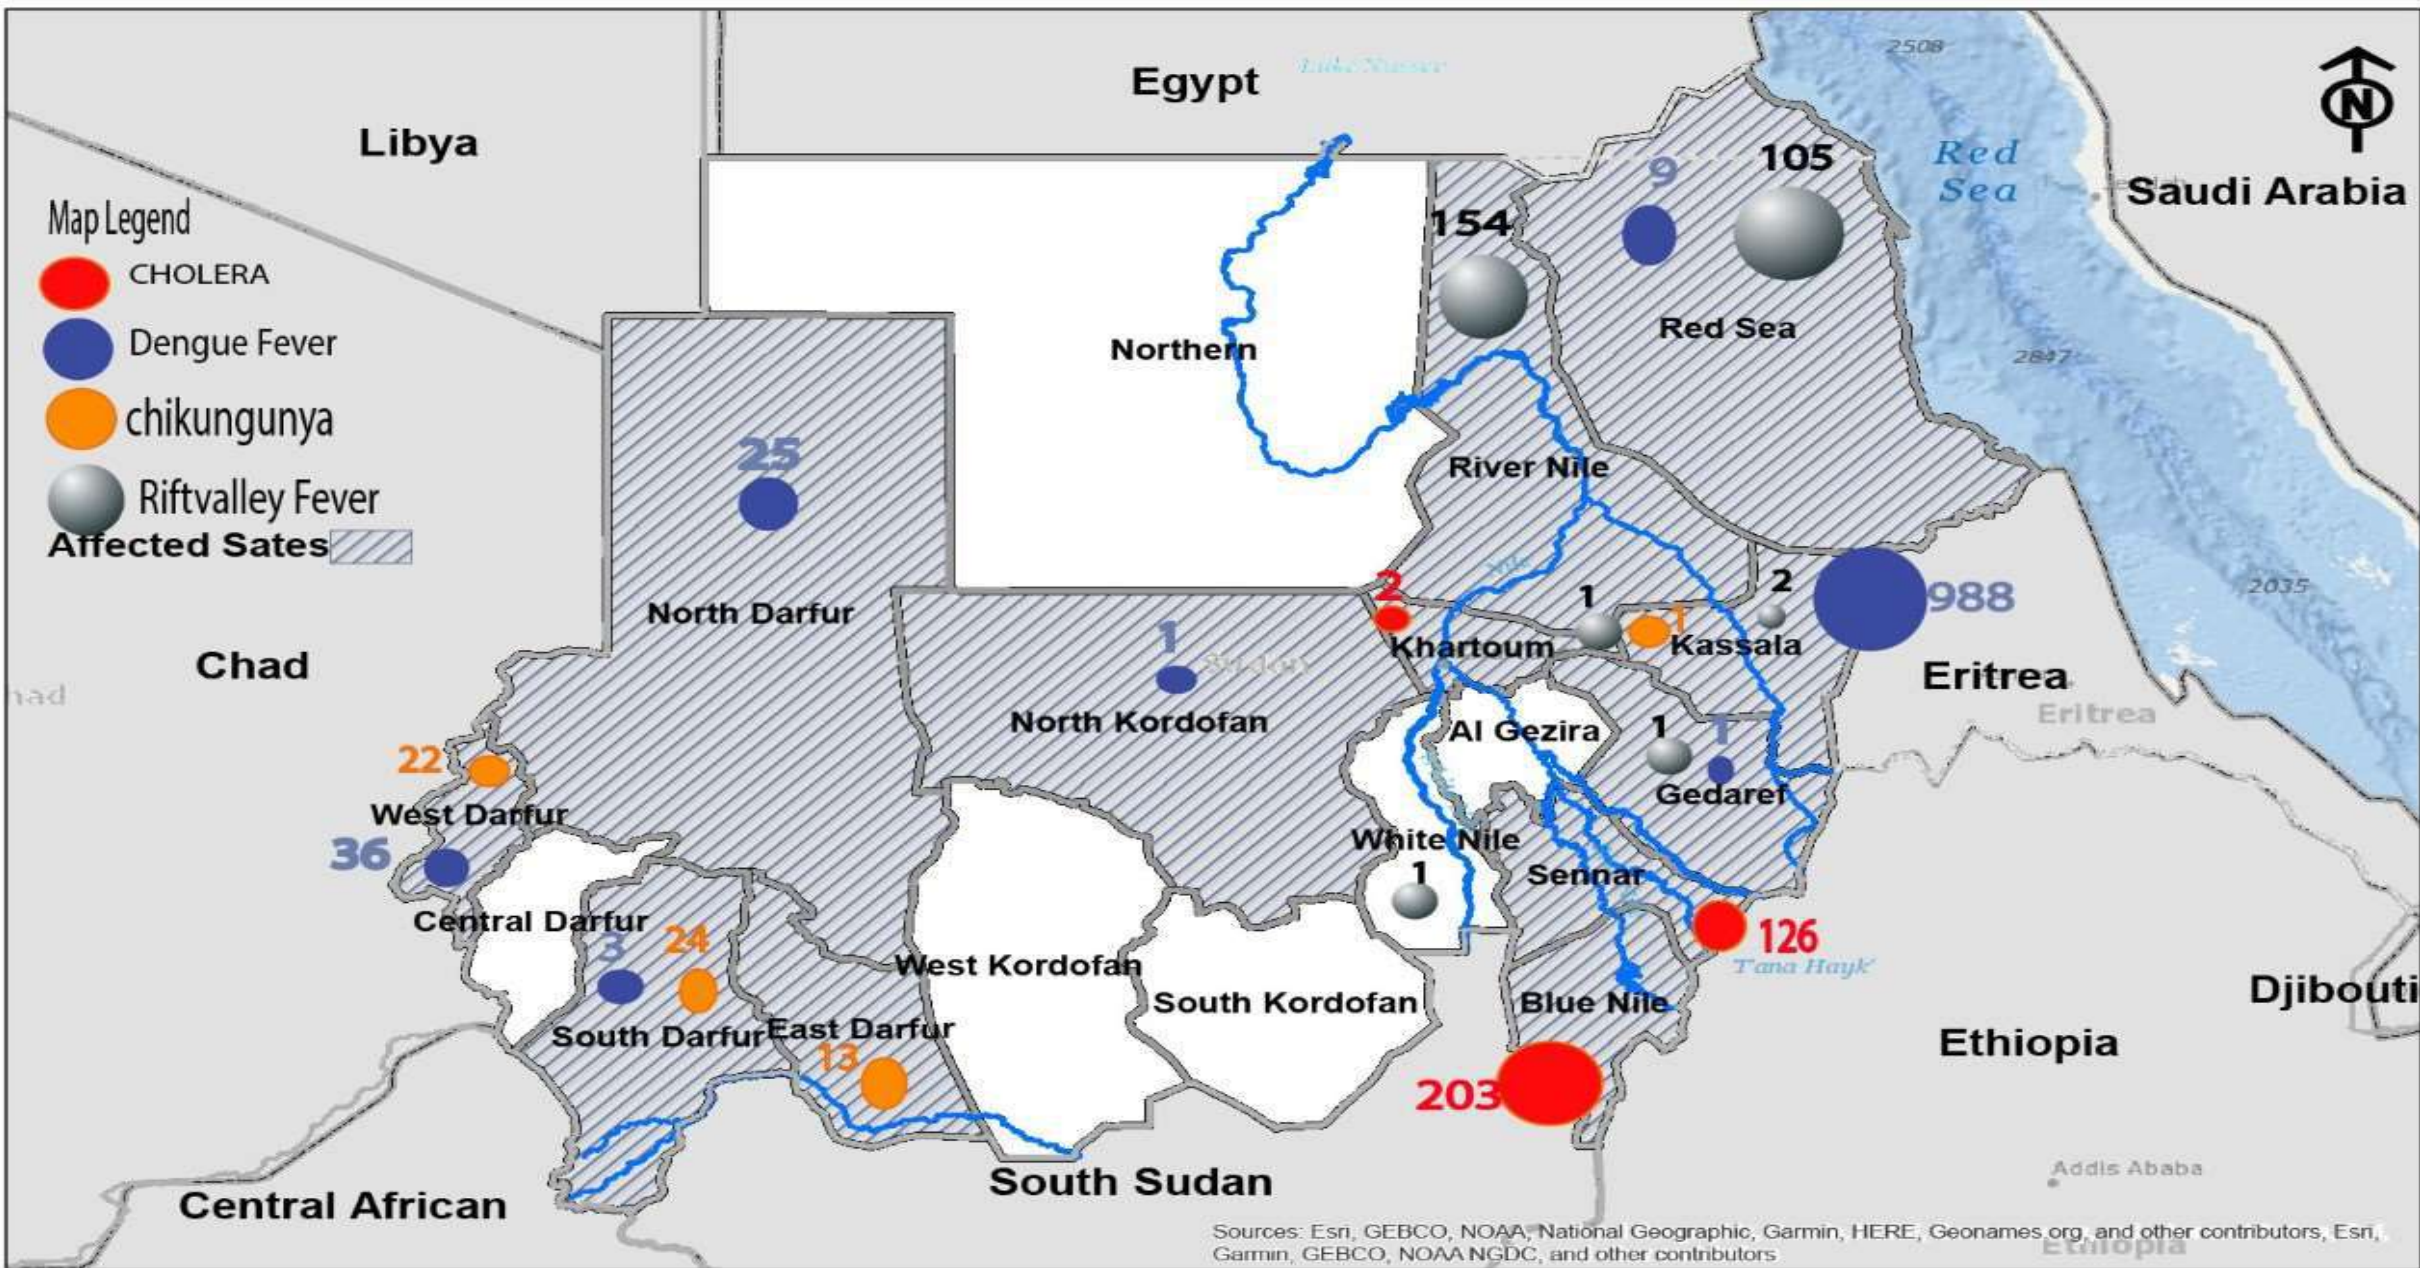 Egypt
Libya
Saudi Arabia
Red
Sea
2508
N
Map Legend
CHOLERA
Dengue Fever
chikungunya
Riftvalley Fever
Affected Sates
154
9
105
Red Sea
2847
2035
Northern
River Nile
25
North Darfur
Chad
had
1
North Kordofan
2
Khartoum
1
1
Kassala
2
988
Eritrea
Eritrea
Al Gezira
1
1
Gedaref
22
West Darfur
36
Central Darfur
White Nile
1
Sennar
126
Tana Hayk'
3
24
South Darfur
East Darfur
13
West Kordofan
South Kordofan
Blue Nile
203
Djibouti
Ethiopia
South Sudan
Central African
Addis Ababa
Ethiopia
Sources: Esri, GEBCO, NOAA, National Geographic, Garmin, HERE, Geonames.org, and other contributors, Esri,
Garmin, GEBCO, NOAA NGDC, and other contributors